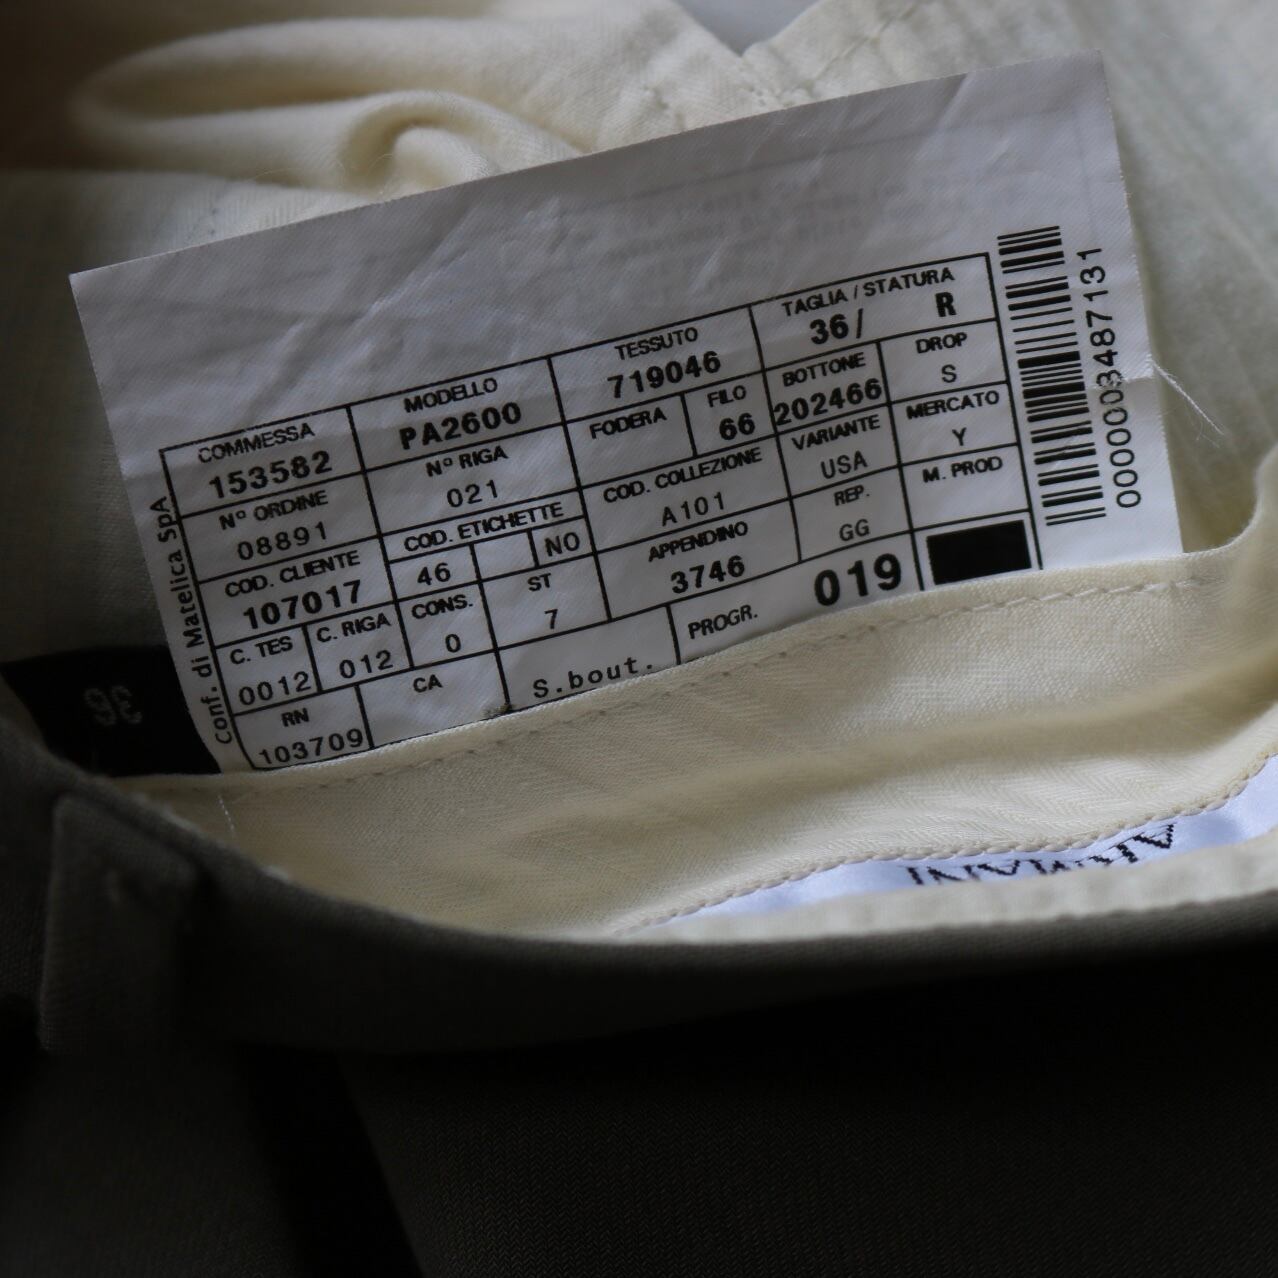 COMMESSA MODELLO TESSUTO TAGLIA / STATURA
153582 PA2600 719046 36/ R
Nº ORDINE Nº RIGA FODERA FILO BOTTONE DROP
08891 021 66 202466 S
COD. CLIENTE COD. ETICHETTE COD. COLLEZIONE VARIANTE MERCATO
107017 46 NO A101 USA Y
C. TES C. RIGA CONS. ST APPENDINO REP. M. PROD
0012 012 0 7 3746 GG
RN CA S.bout. PROGR. 019
103709
Conf. di Matelica SpA
0000003487131
36
ARMANI